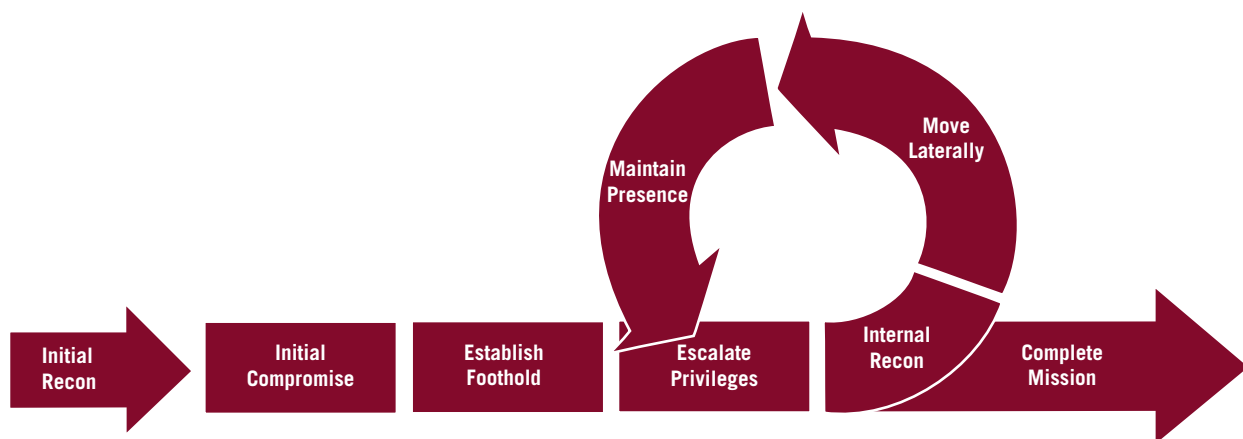 Maintain
Presence
Move
Laterally
Initial
Recon
Initial
Compromise
Establish
Foothold
Escalate
Privileges
Internal
Recon
Complete
Mission